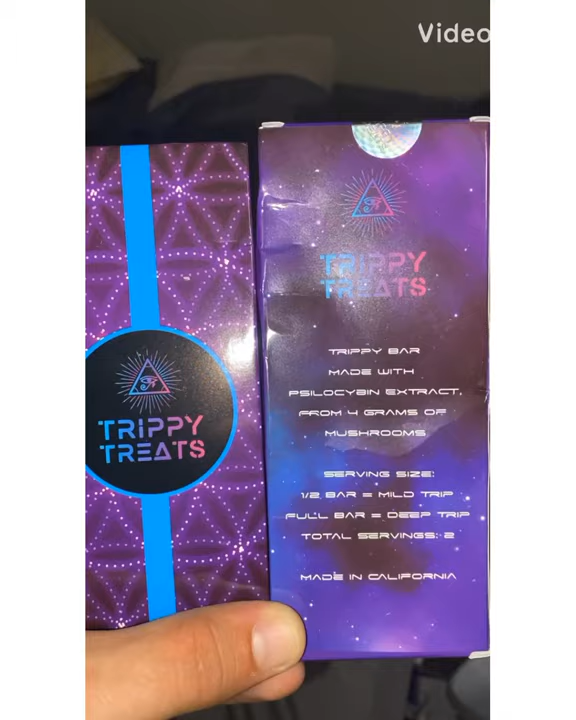 Video
TRIPPY
TREATS
TRIPPY
TREATS
TRIPPY BAR
MADE WITH
PSILOCYBIN EXTRACT,
FROM 4 GRAMS OF
MUSHROOMS
SERVING SIZE:
1/2 BAR = MILD TRIP
FULL BAR = DEEP TRIP
TOTAL SERVINGS: 2
MADE IN CALIFORNIA